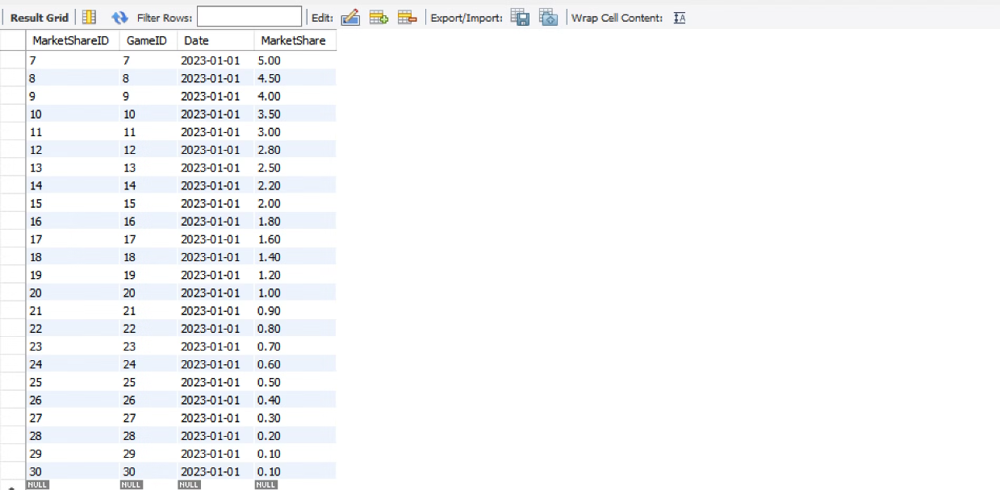 Result Grid Filter Rows: Edit: Export/Import: Wrap Cell Content: IA
MarketShareID GameID Date MarketShare
7 7 2023-01-01 5.00
8 8 2023-01-01 4.50
9 9 2023-01-01 4.00
10 10 2023-01-01 3.50
11 11 2023-01-01 3.00
12 12 2023-01-01 2.80
13 13 2023-01-01 2.50
14 14 2023-01-01 2.20
15 15 2023-01-01 2.00
16 16 2023-01-01 1.80
17 17 2023-01-01 1.60
18 18 2023-01-01 1.40
19 19 2023-01-01 1.20
20 20 2023-01-01 1.00
21 21 2023-01-01 0.90
22 22 2023-01-01 0.80
23 23 2023-01-01 0.70
24 24 2023-01-01 0.60
25 25 2023-01-01 0.50
26 26 2023-01-01 0.40
27 27 2023-01-01 0.30
28 28 2023-01-01 0.20
29 29 2023-01-01 0.10
30 30 2023-01-01 0.10
NULL NULL NULL NULL